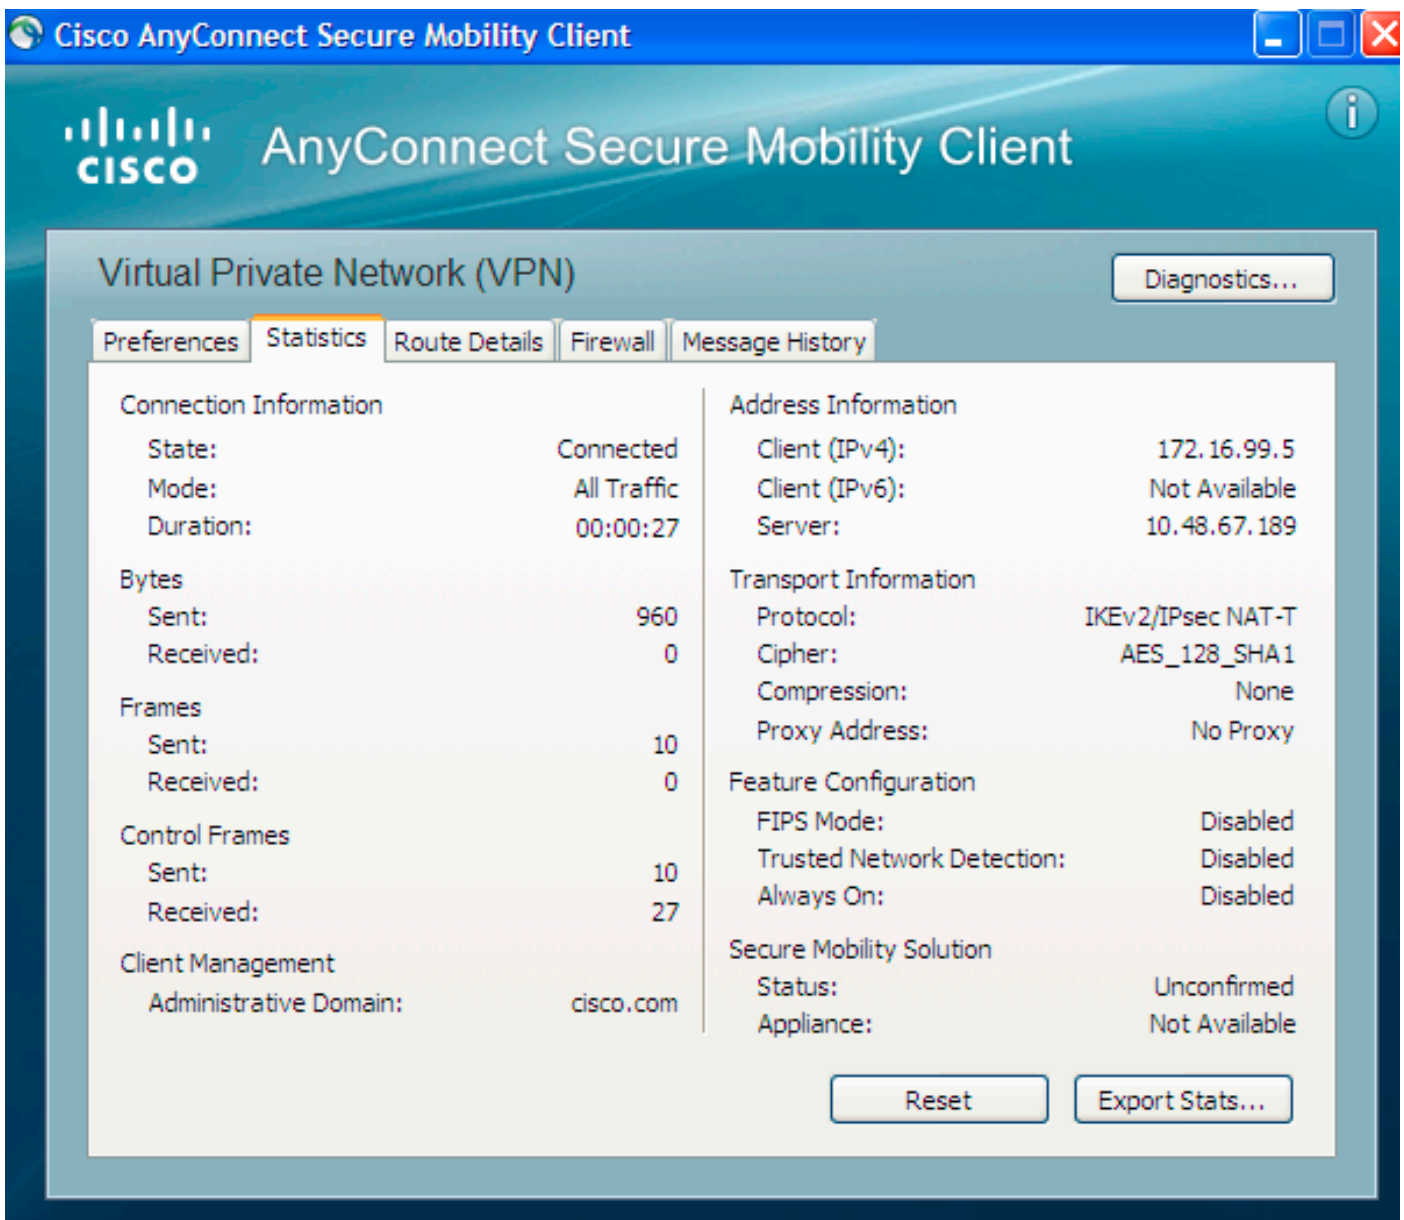 Cisco AnyConnect Secure Mobility Client
CISCO AnyConnect Secure Mobility Client
i
Virtual Private Network (VPN)
Diagnostics...
Preferences Statistics Route Details Firewall Message History
Connection Information
State: Connected
Mode: All Traffic
Duration: 00:00:27
Bytes
Sent: 960
Received: 0
Frames
Sent: 10
Received: 0
Control Frames
Sent: 10
Received: 27
Client Management
Administrative Domain: cisco.com
Address Information
Client (IPv4): 172.16.99.5
Client (IPv6): Not Available
Server: 10.48.67.189
Transport Information
Protocol: IKEv2/IPsec NAT-T
Cipher: AES_128_SHA1
Compression: None
Proxy Address: No Proxy
Feature Configuration
FIPS Mode: Disabled
Trusted Network Detection: Disabled
Always On: Disabled
Secure Mobility Solution
Status: Unconfirmed
Appliance: Not Available
Reset Export Stats...